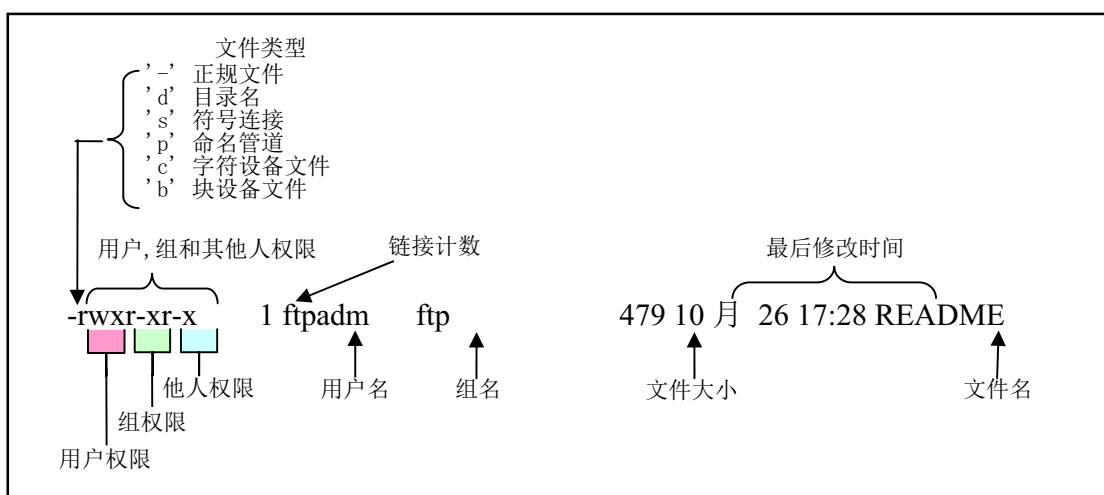 文件类型
'-' 正规文件
'd' 目录名
's' 符号连接
'p' 命名管道
'c' 字符设备文件
'b' 块设备文件
用户,组和其他人权限
链接计数
最后修改时间
-rwxr-xr-x 1 ftpadm ftp 479 10 月 26 17:28 README
他人权限
用户名
组名
文件大小
文件名
组权限
用户权限